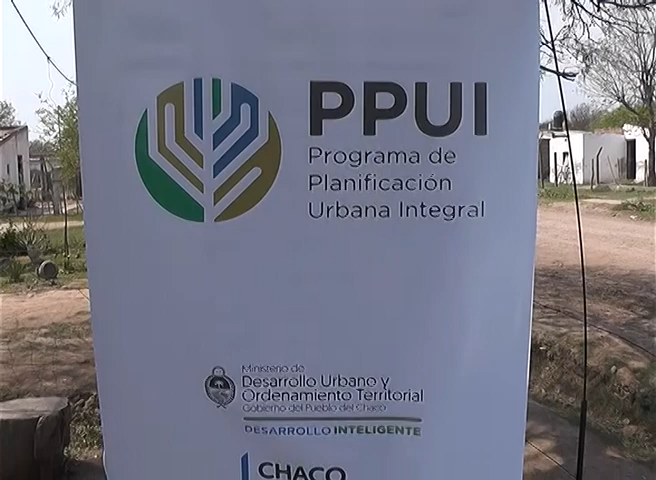 PPUI
Programa de
Planificación
Urbana Integral
Ministerio de
Desarrollo Urbano y
Ordenamiento Territorial
Gobierno del Pueblo del Chaco
DESARROLLO INTELIGENTE
CHACO